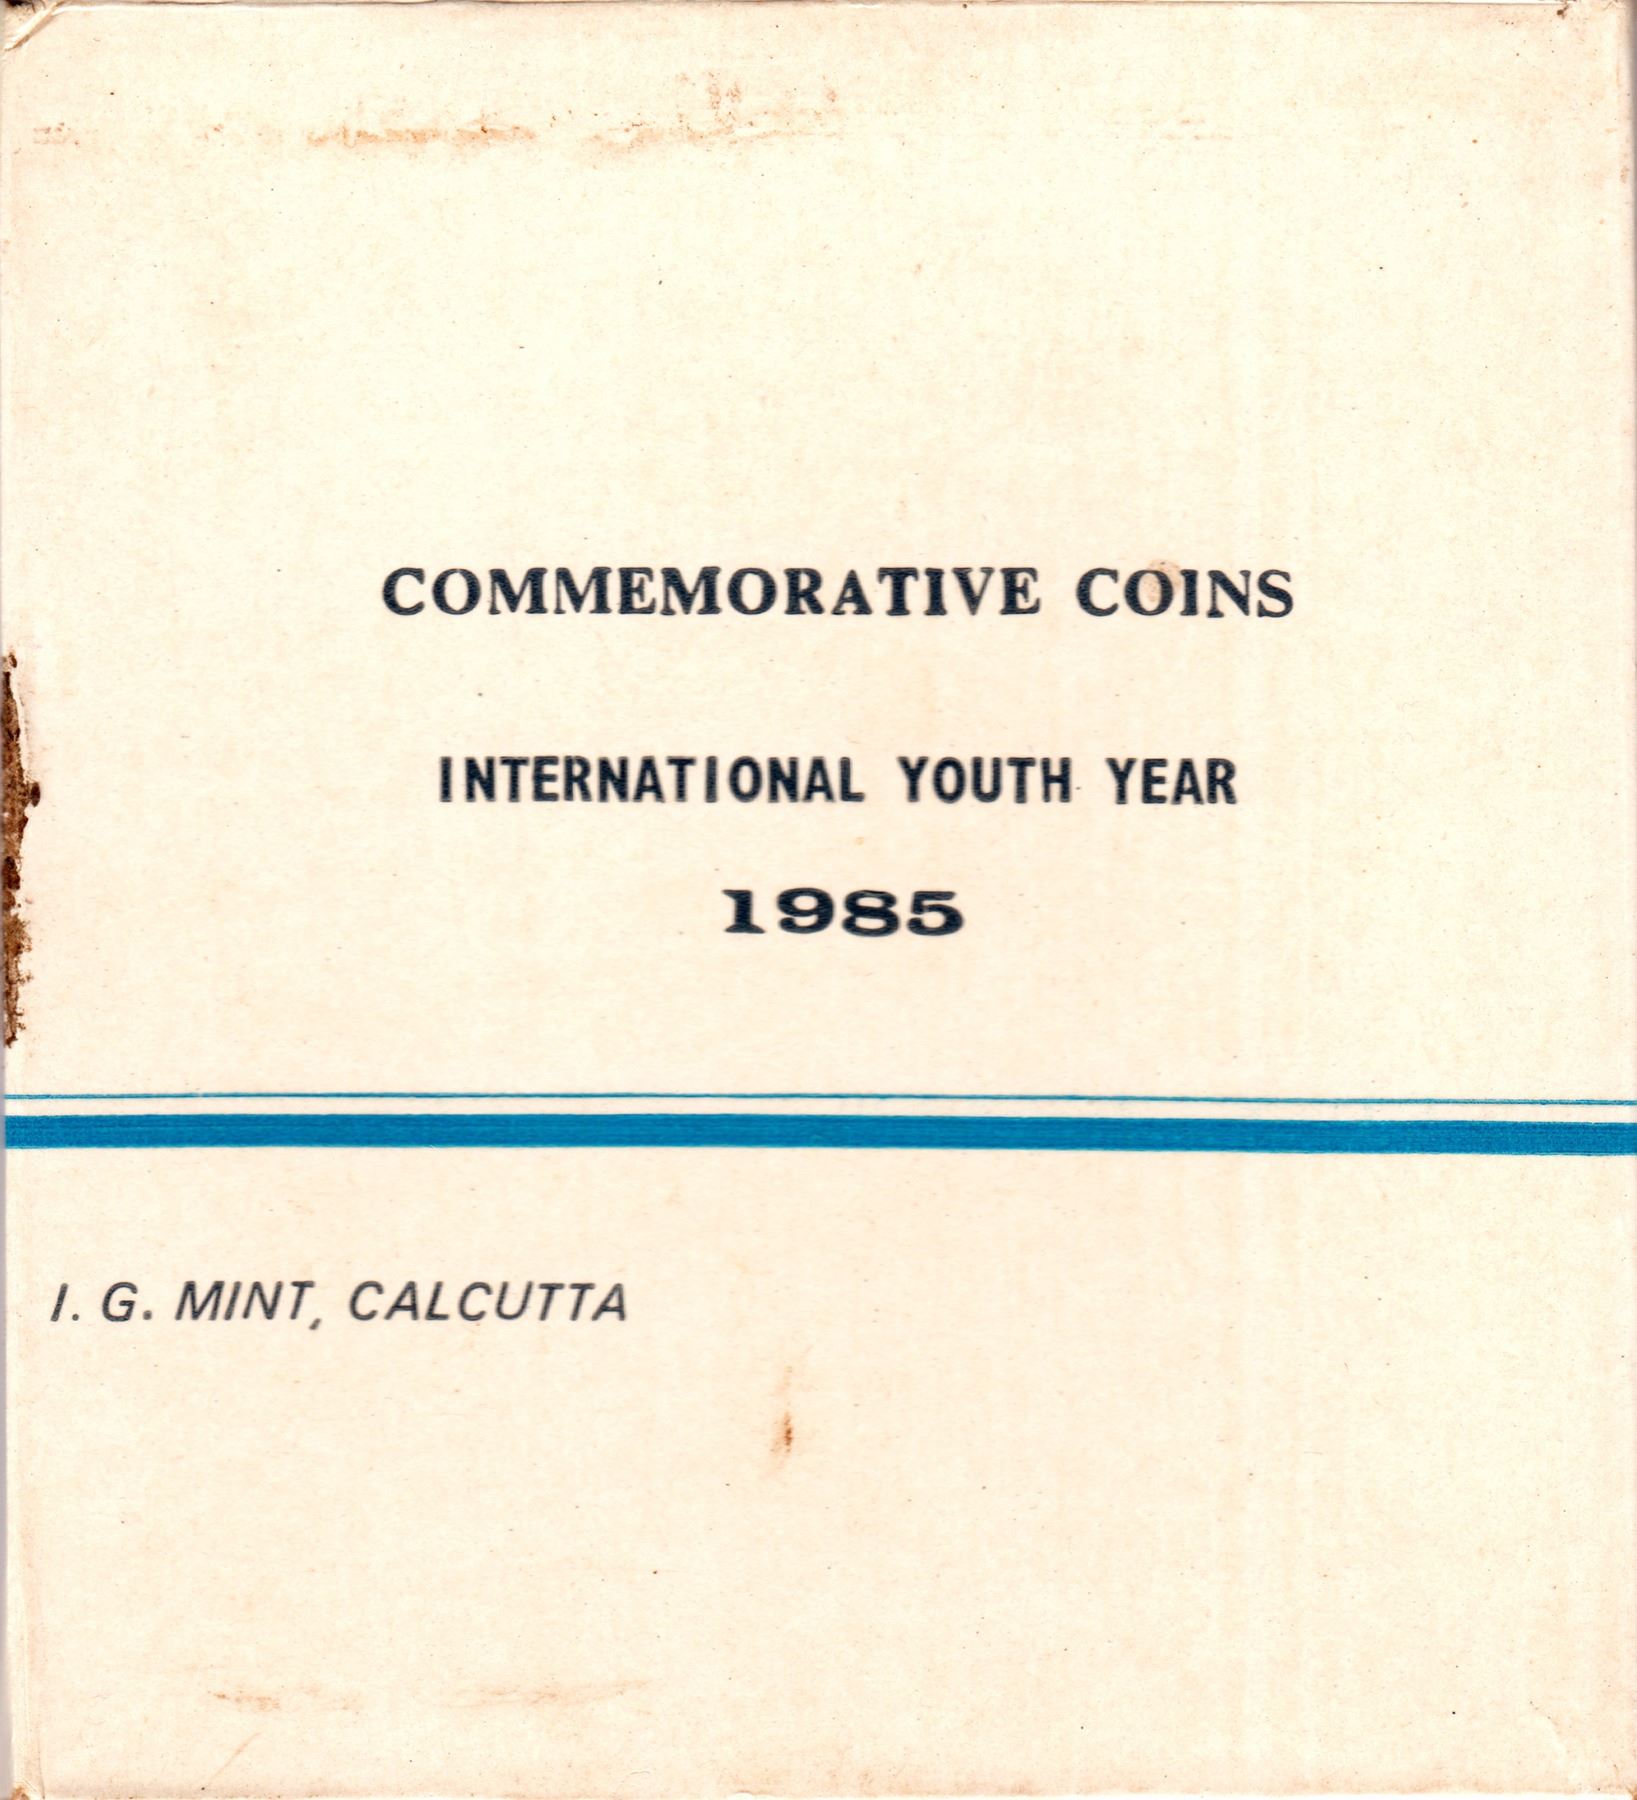 COMMEMORATIVE COINS
INTERNATIONAL YOUTH YEAR
1985
I. G. MINT, CALCUTTA